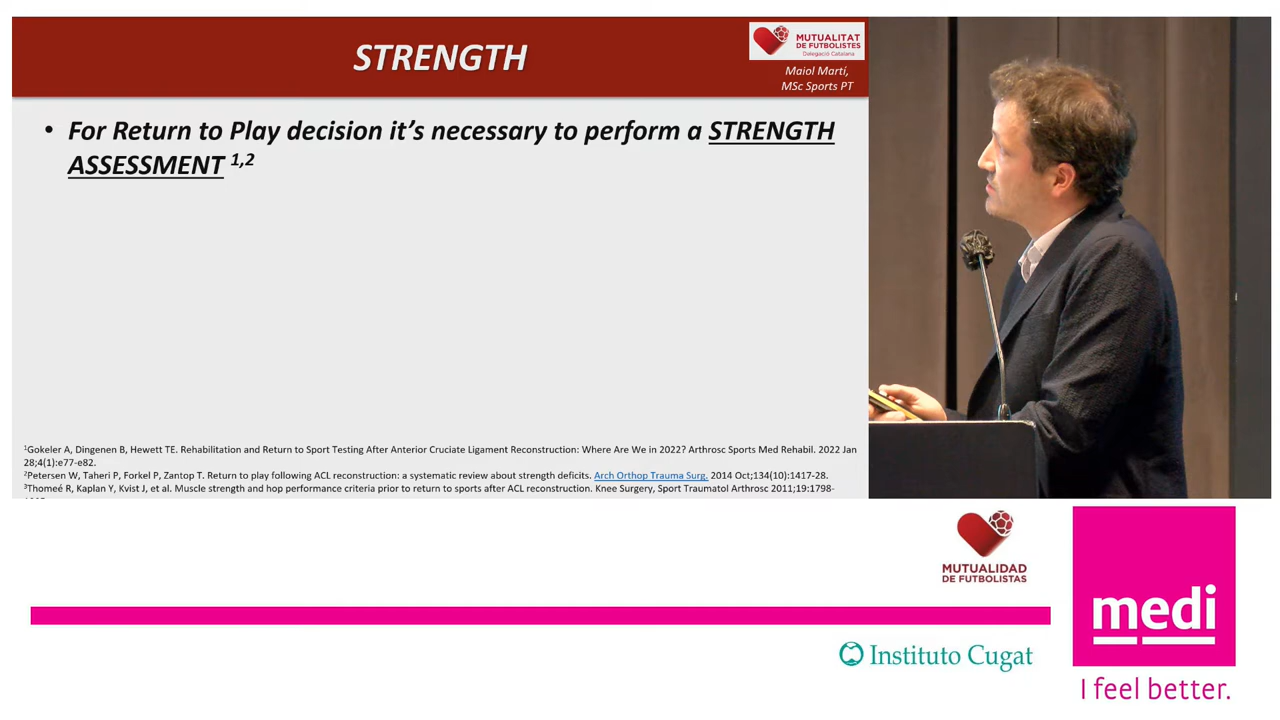 STRENGTH
MUTUALITAT
DE FUTBOLISTES
Delegació Catalana
Maiol Martí,
MSc Sports PT
• For Return to Play decision it's necessary to perform a STRENGTH
ASSESSMENT 1,2
1Gokeler A, Dingenen B, Hewett TE. Rehabilitation and Return to Sport Testing After Anterior Cruciate Ligament Reconstruction: Where Are We in 2022? Arthrosc Sports Med Rehabil. 2022 Jan
28;4(1):e77-e82.
2Petersen W, Taheri P, Forkel P, Zantop T. Return to play following ACL reconstruction: a systematic review about strength deficits. Arch Orthop Trauma Surg. 2014 Oct;134(10):1417-28.
3Thomeé R, Kaplan Y, Kvist J, et al. Muscle strength and hop performance criteria prior to return to sports after ACL reconstruction. Knee Surgery, Sport Traumatol Arthrosc 2011;19:1798-
MUTUALIDAD
DE FUTBOLISTAS
medi
Instituto Cugat
I feel better.